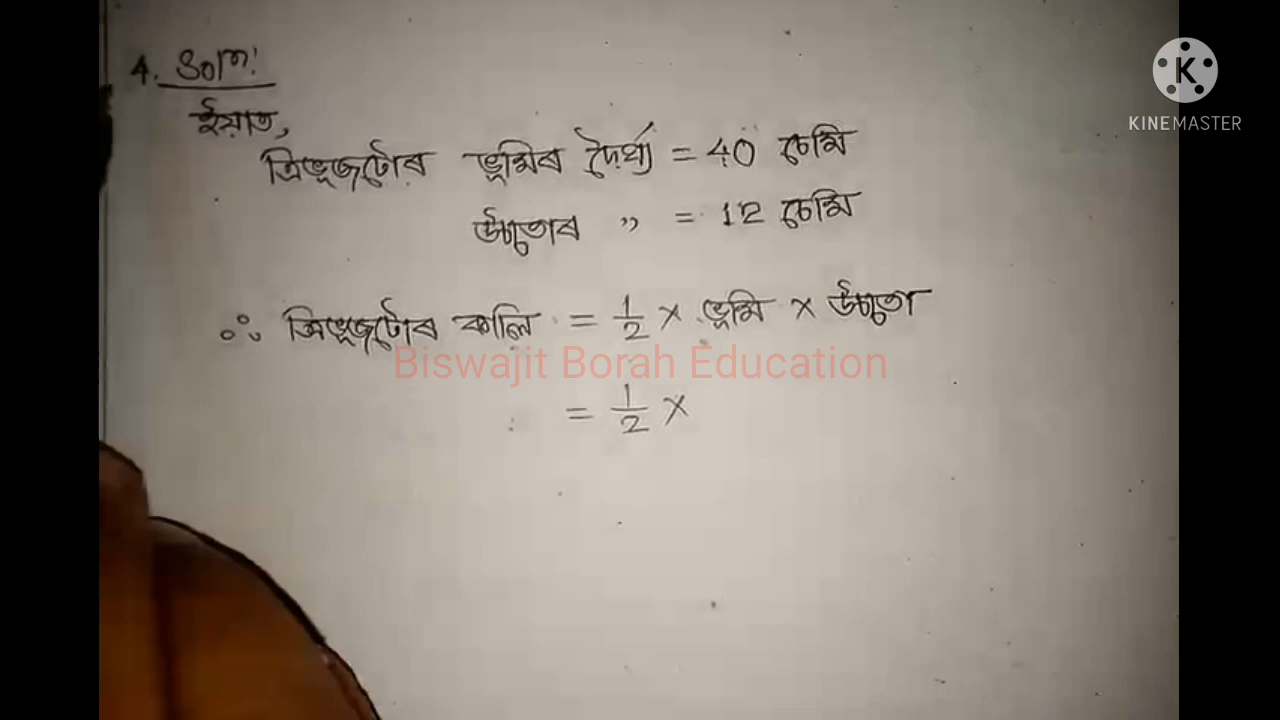 4. Solⁿ:
ইয়াত,
ত্ৰিভূজটোৰ ভূমিৰ দৈৰ্ঘ্য = 40 চেমি
উচ্চতাৰ ,, = 12 চেমি
∴ ত্ৰিভূজটোৰ কালি = 1/2 × ভূমি × উচ্চতা
= 1/2 ×
Biswajit Borah Education
KINEMASTER